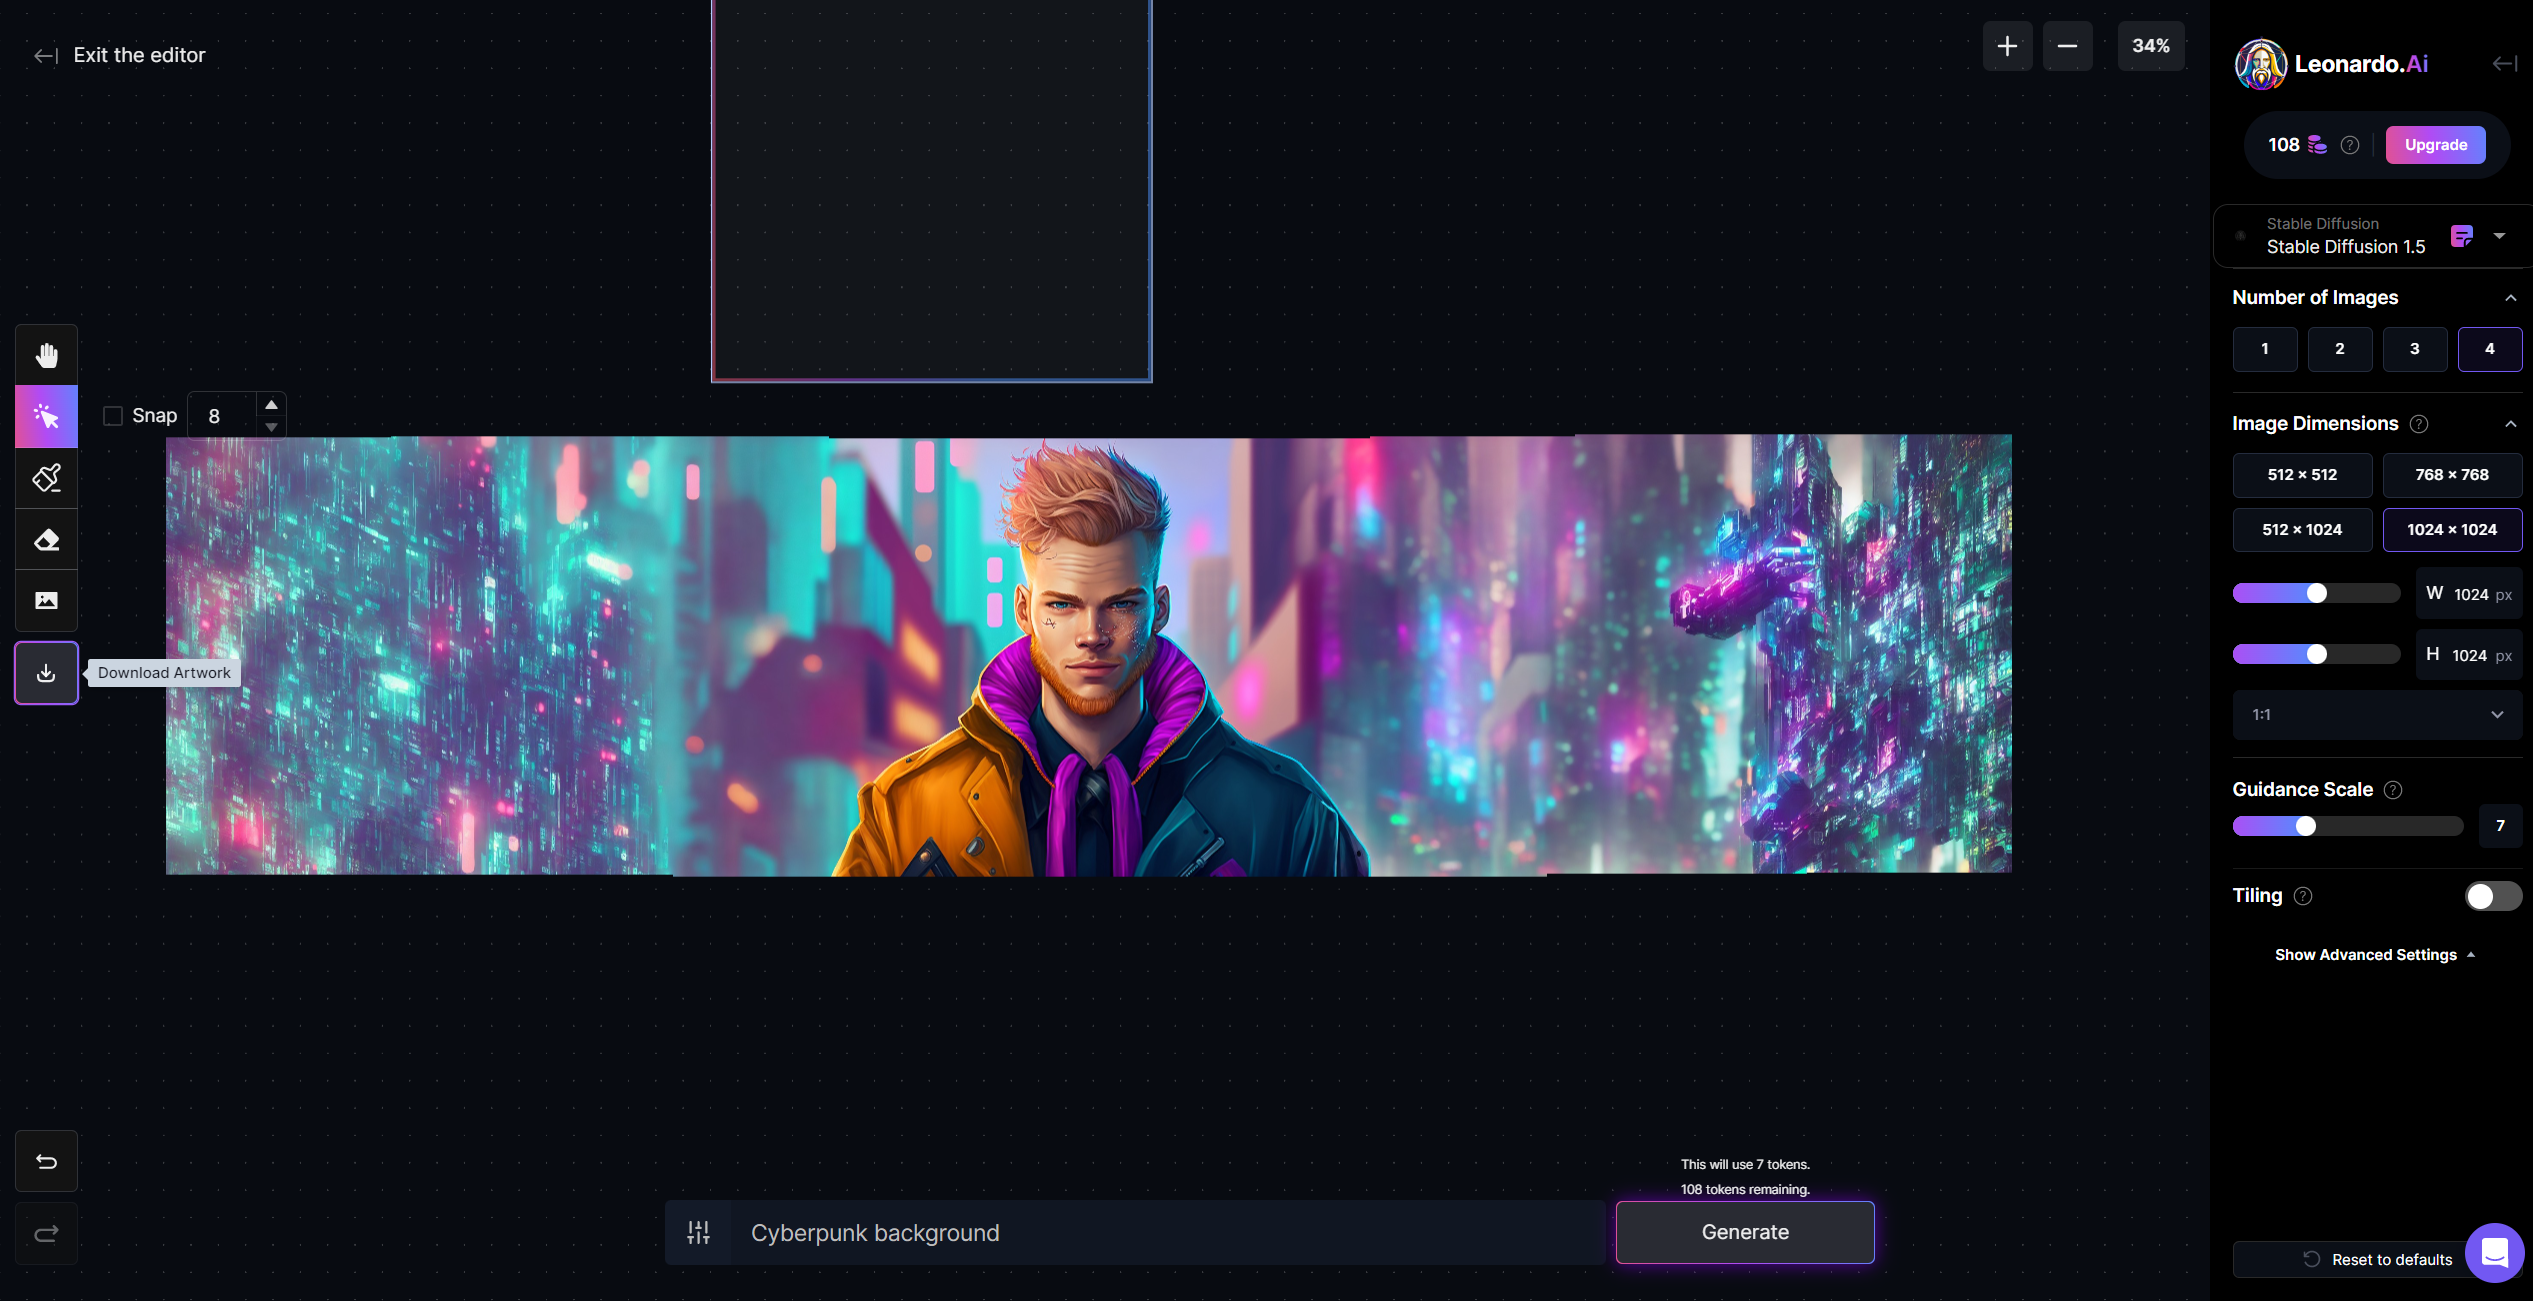 Exit the editor
34%
Leonardo.Ai
108
Upgrade
Stable Diffusion
Stable Diffusion 1.5
Number of Images
1
2
3
4
Snap
8
Image Dimensions
512 × 512
768 × 768
512 × 1024
1024 × 1024
W 1024 px
H 1024 px
Download Artwork
1:1
Guidance Scale
7
Tiling
Show Advanced Settings
This will use 7 tokens.
108 tokens remaining.
Cyberpunk background
Generate
Reset to defaults